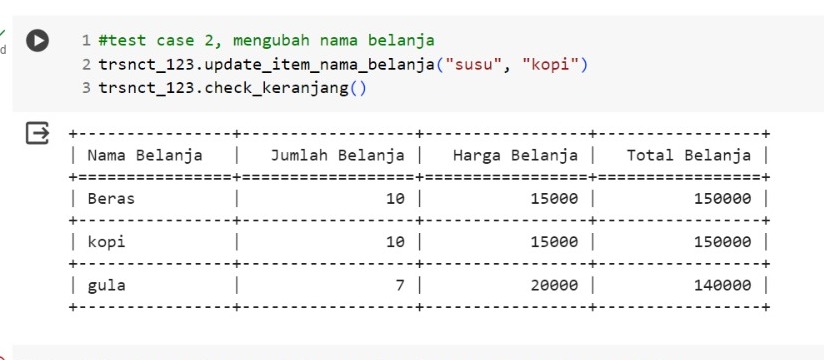 1 #test case 2, mengubah nama belanja
2 trsnct_123.update_item_nama_belanja("susu", "kopi")
3 trsnct_123.check_keranjang()
+----------------+------------------+-----------------+-----------------+
| Nama Belanja   |   Jumlah Belanja |   Harga Belanja |   Total Belanja |
+================+==================+=================+=================+
| Beras          |               10 |           15000 |          150000 |
+----------------+------------------+-----------------+-----------------+
| kopi           |               10 |           15000 |          150000 |
+----------------+------------------+-----------------+-----------------+
| gula           |                7 |           20000 |          140000 |
+----------------+------------------+-----------------+-----------------+